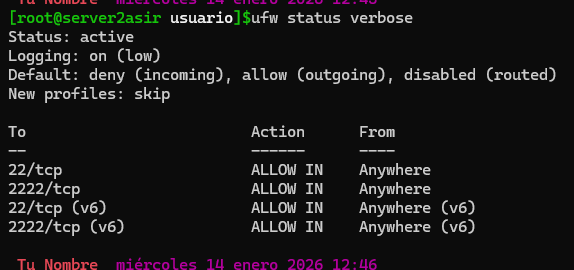 Tu Nombre miércoles 14 enero 2026 12:45
[root@server2asir usuario]$ufw status verbose
Status: active
Logging: on (low)
Default: deny (incoming), allow (outgoing), disabled (routed)
New profiles: skip
To Action From
-- ------ ----
22/tcp ALLOW IN Anywhere
2222/tcp ALLOW IN Anywhere
22/tcp (v6) ALLOW IN Anywhere (v6)
2222/tcp (v6) ALLOW IN Anywhere (v6)
Tu Nombre miércoles 14 enero 2026 12:46